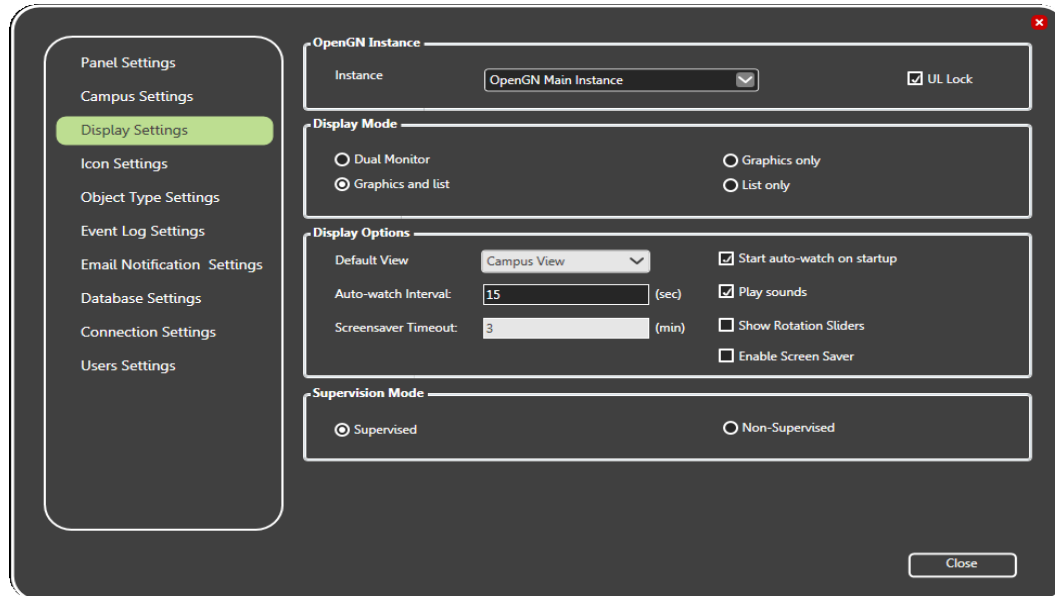 Panel Settings
Campus Settings
Display Settings
Icon Settings
Object Type Settings
Event Log Settings
Email Notification Settings
Database Settings
Connection Settings
Users Settings
OpenGN Instance
Instance OpenGN Main Instance UL Lock
Display Mode
Dual Monitor Graphics only
Graphics and list List only
Display Options
Default View Campus View Start auto-watch on startup
Auto-watch Interval: 15 (sec) Play sounds
Screensaver Timeout: 3 (min) Show Rotation Sliders
Enable Screen Saver
Supervision Mode
Supervised Non-Supervised
Close